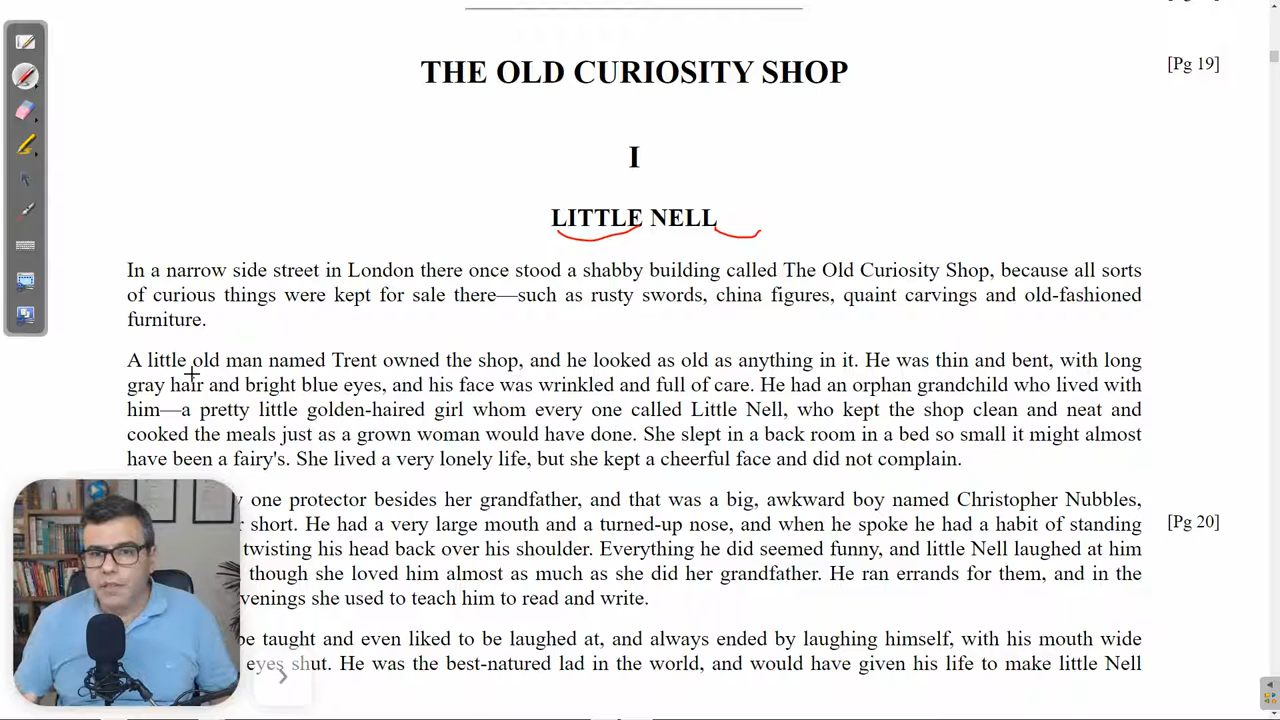 THE OLD CURIOSITY SHOP
[Pg 19]
I
LITTLE NELL
In a narrow side street in London there once stood a shabby building called The Old Curiosity Shop, because all sorts
of curious things were kept for sale there—such as rusty swords, china figures, quaint carvings and old-fashioned
furniture.
A little old man named Trent owned the shop, and he looked as old as anything in it. He was thin and bent, with long
gray hair and bright blue eyes, and his face was wrinkled and full of care. He had an orphan grandchild who lived with
him—a pretty little golden-haired girl whom every one called Little Nell, who kept the shop clean and neat and
cooked the meals just as a grown woman would have done. She slept in a back room in a bed so small it might almost
have been a fairy's. She lived a very lonely life, but she kept a cheerful face and did not complain.
one protector besides her grandfather, and that was a big, awkward boy named Christopher Nubbles,
short. He had a very large mouth and a turned-up nose, and when he spoke he had a habit of standing
[Pg 20]
twisting his head back over his shoulder. Everything he did seemed funny, and little Nell laughed at him
though she loved him almost as much as she did her grandfather. He ran errands for them, and in the
venings she used to teach him to read and write.
be taught and even liked to be laughed at, and always ended by laughing himself, with his mouth wide
eyes shut. He was the best-natured lad in the world, and would have given his life to make little Nell